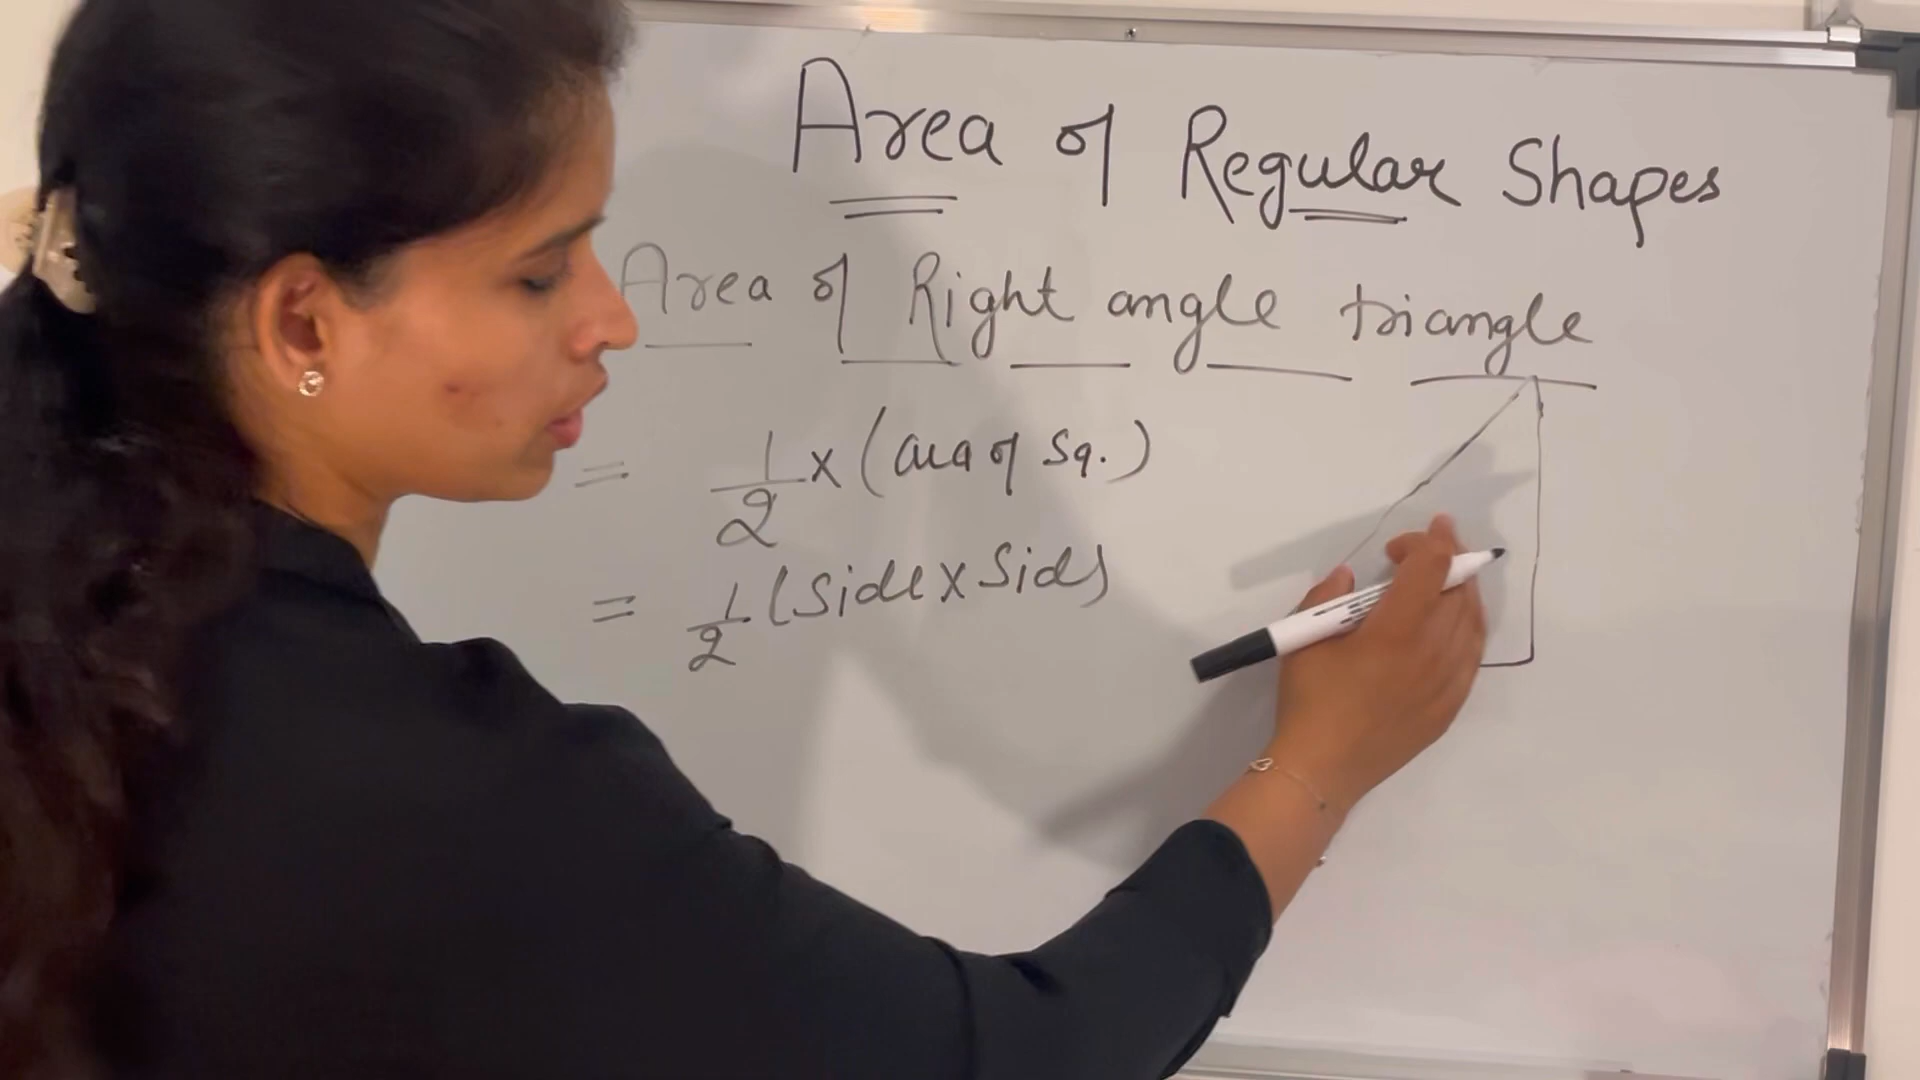 Area of Regular Shapes
Area of Right angle triangle
= 1/2 x (area of Sq.)
= 1/2 (Side x Side)